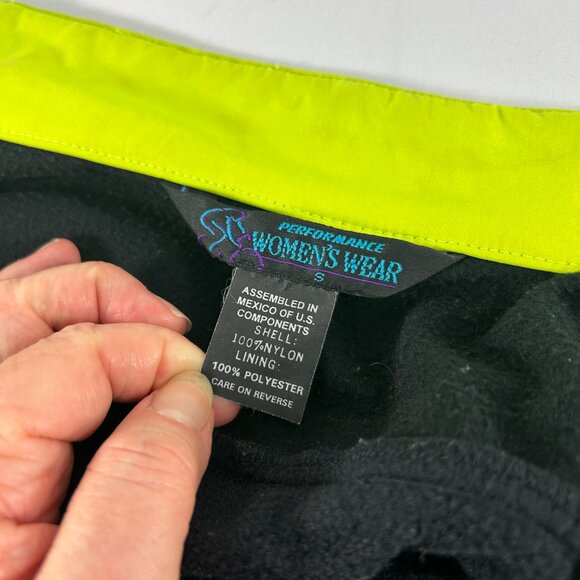 PERFORMANCE
WOMEN'S WEAR
S
ASSEMBLED IN
MEXICO OF U.S.
COMPONENTS
SHELL:
100%NYLON
LINING:
100% POLYESTER
CARE ON REVERSE